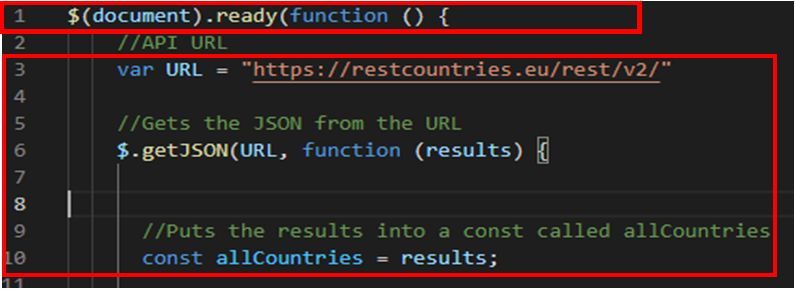 1 $(document).ready(function () {
2 //API URL
3 var URL = "https://restcountries.eu/rest/v2/"
4
5 //Gets the JSON from the URL
6 $.getJSON(URL, function (results) {
7
8
9 //Puts the results into a const called allCountries
10 const allCountries = results;
11